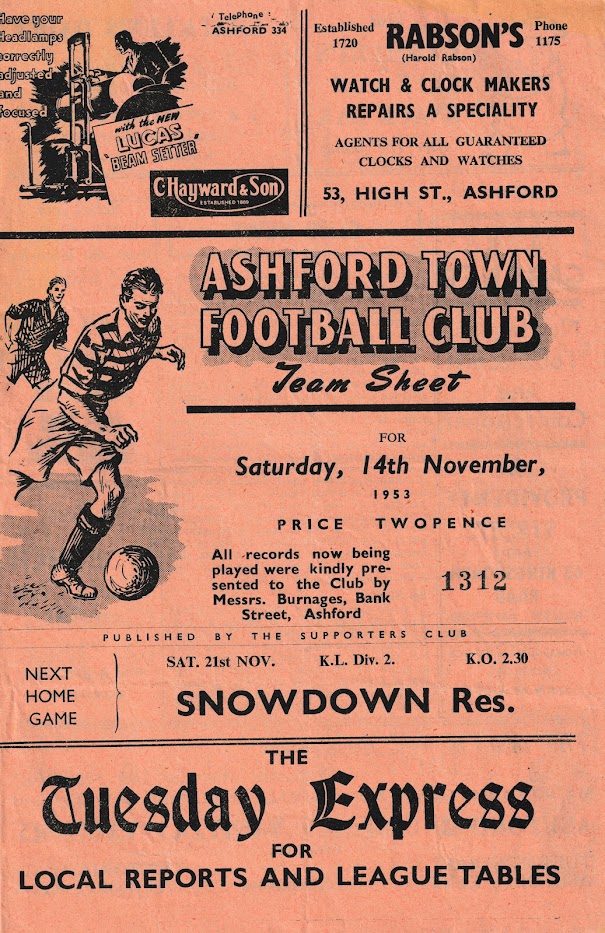 Have your
Headlamps
correctly
adjusted
and
focused
Telephone :
ASHFORD 334
with the NEW
LUCAS
"BEAM SETTER"
C Hayward & Son
ESTABLISHED 1809
Established
1720
RABSON'S
(Harold Rabson)
Phone
1175
WATCH & CLOCK MAKERS
REPAIRS A SPECIALITY
AGENTS FOR ALL GUARANTEED
CLOCKS AND WATCHES
53, HIGH ST., ASHFORD
ASHFORD TOWN
FOOTBALL CLUB
Team Sheet
FOR
Saturday, 14th November,
1953
PRICE TWOPENCE
All records now being
played were kindly pre-
sented to the Club by
Messrs. Burnages, Bank
Street, Ashford
1312
PUBLISHED BY THE SUPPORTERS CLUB
NEXT
HOME
GAME
SAT. 21st NOV. K.L. Div. 2. K.O. 2.30
SNOWDOWN Res.
THE
Tuesday Express
FOR
LOCAL REPORTS AND LEAGUE TABLES